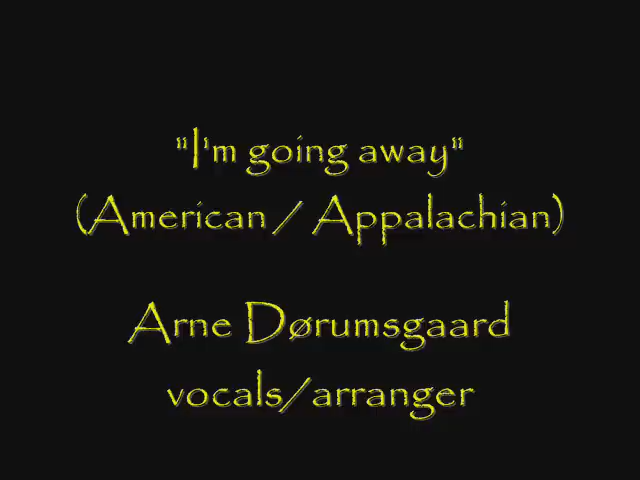 "I'm going away"
(American / Appalachian)
Arne Dørumsgaard
vocals/arranger